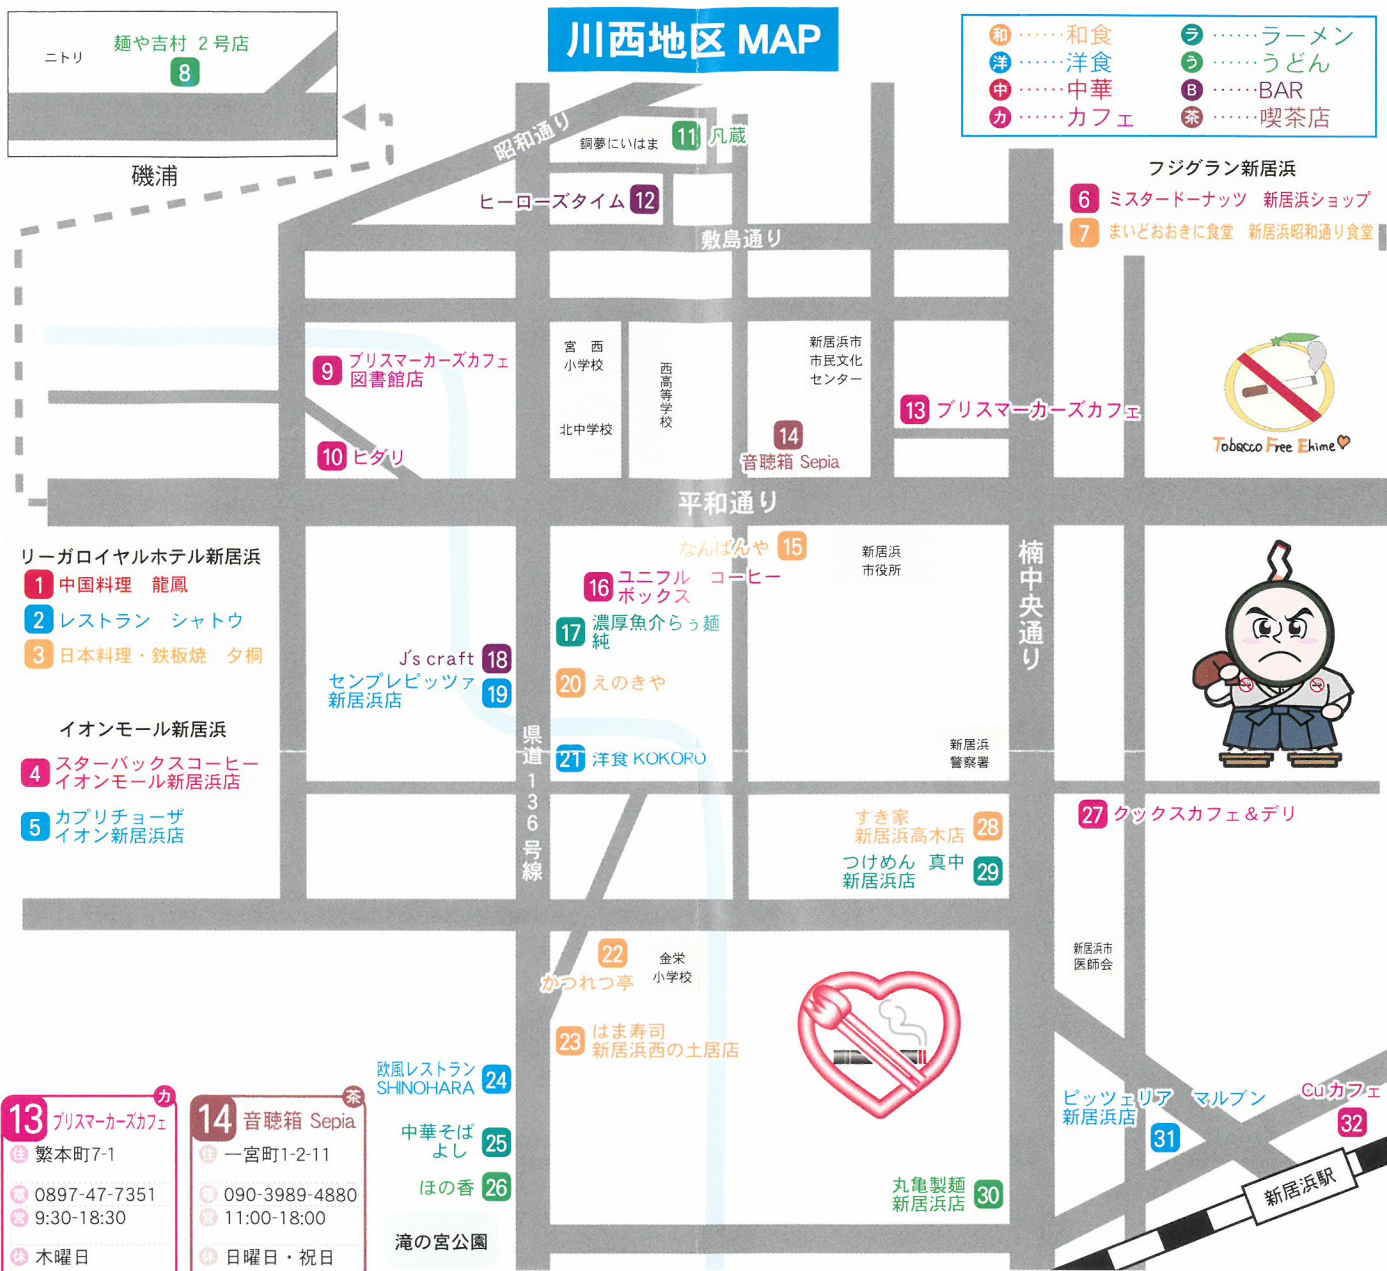 川西地区 MAP
ニトリ
麺や吉村 2号店
8
磯浦
和……和食
洋……洋食
中……中華
カ……カフェ
ラ……ラーメン
う……うどん
B……BAR
茶……喫茶店
フジグラン新居浜
6 ミスタードーナッツ 新居浜ショップ
7 まいどおおきに食堂 新居浜昭和通り食堂
昭和通り
銅夢にいはま
11 凡蔵
ヒーローズタイム 12
敷島通り
9 ブリスマーカーズカフェ
図書館店
10 ヒダリ
宮西
小学校
北中学校
西高等学校
新居浜市
市民文化
センター
13 ブリスマーカーズカフェ
14
音聴箱 Sepia
Tobacco Free Ehime
平和通り
リーガロイヤルホテル新居浜
1 中国料理 龍鳳
2 レストラン シャトウ
3 日本料理・鉄板焼 夕桐
イオンモール新居浜
4 スターバックスコーヒー
イオンモール新居浜店
5 カプリチョーザ
イオン新居浜店
なんばんや 15
新居浜
市役所
16 ユニフル コーヒー
ボックス
17 濃厚魚介らぅ麺
純
J's craft 18
センプレピッツァ
新居浜店 19
20 えのきや
21 洋食 KOKORO
県道136号線
楠中央通り
新居浜
警察署
すき家
新居浜高木店 28
つけめん 真中
新居浜店 29
27 クックスカフェ&デリ
22
かつれつ亭
金栄
小学校
新居浜市
医師会
23 はま寿司
新居浜西の土居店
欧風レストラン
SHINOHARA 24
中華そば
よし 25
ほの香 26
滝の宮公園
丸亀製麺
新居浜店 30
ピッツェリア マルブン
新居浜店
31
Cuカフェ
32
新居浜駅
カ
13 ブリスマーカーズカフェ
住 繁本町7-1
電 0897-47-7351
営 9:30-18:30
休 木曜日
茶
14 音聴箱 Sepia
住 一宮町1-2-11
電 090-3989-4880
営 11:00-18:00
休 日曜日・祝日